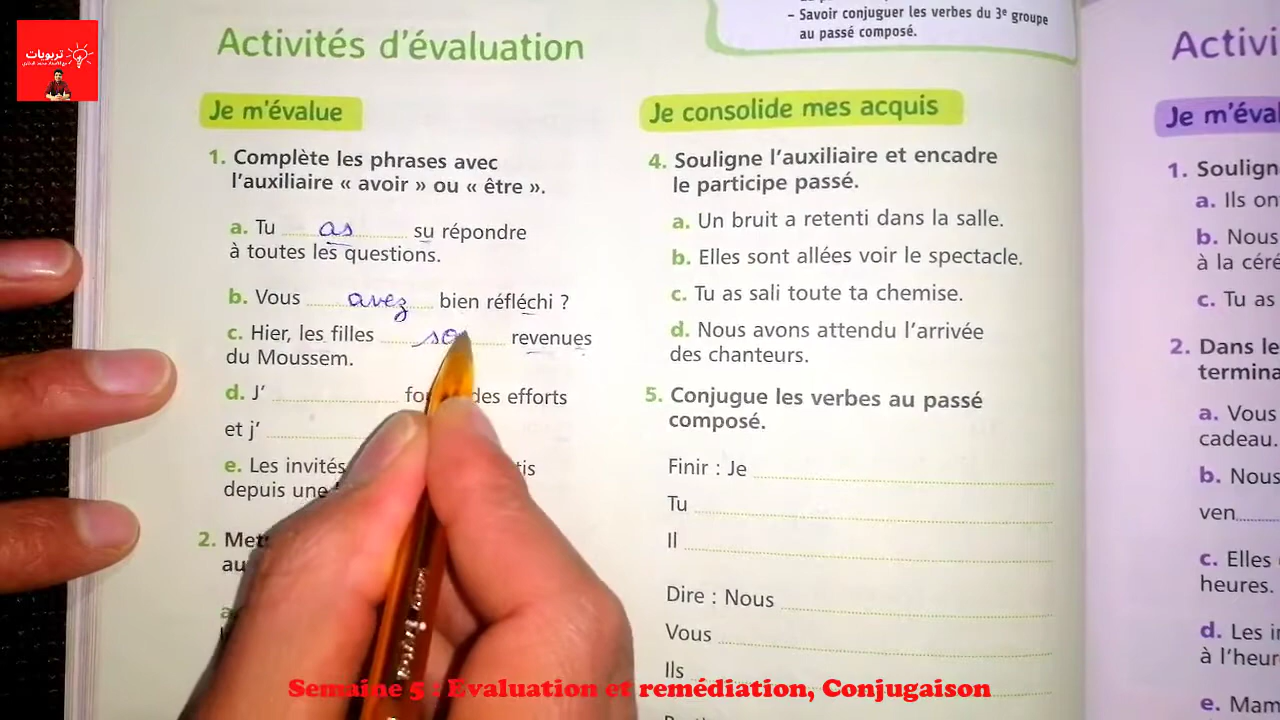 تربويات
– Savoir conjuguer les verbes du 3e groupe
au passé composé.
Activités d'évaluation
Je m'évalue
1. Complète les phrases avec
l'auxiliaire « avoir » ou « être ».
a. Tu as su répondre
à toutes les questions.
b. Vous avez bien réfléchi ?
c. Hier, les filles so revenues
du Moussem.
d. J' des efforts
et j'
e. Les invités
depuis une
2.
Je consolide mes acquis
4. Souligne l'auxiliaire et encadre
le participe passé.
a. Un bruit a retenti dans la salle.
b. Elles sont allées voir le spectacle.
c. Tu as sali toute ta chemise.
d. Nous avons attendu l'arrivée
des chanteurs.
5. Conjugue les verbes au passé
composé.
Finir : Je
Tu
Il
Dire : Nous
Vous
Ils
Activi
Je m'éval
1. Soulign
a. Ils on
b. Nous
à la céré
c. Tu as
2. Dans le
termina
a. Vous
cadeau.
b. Nous
ven
c. Elles
heures.
d. Les in
à l'heur
e. Mam
Semaine 5 : Evaluation et remédiation, Conjugaison